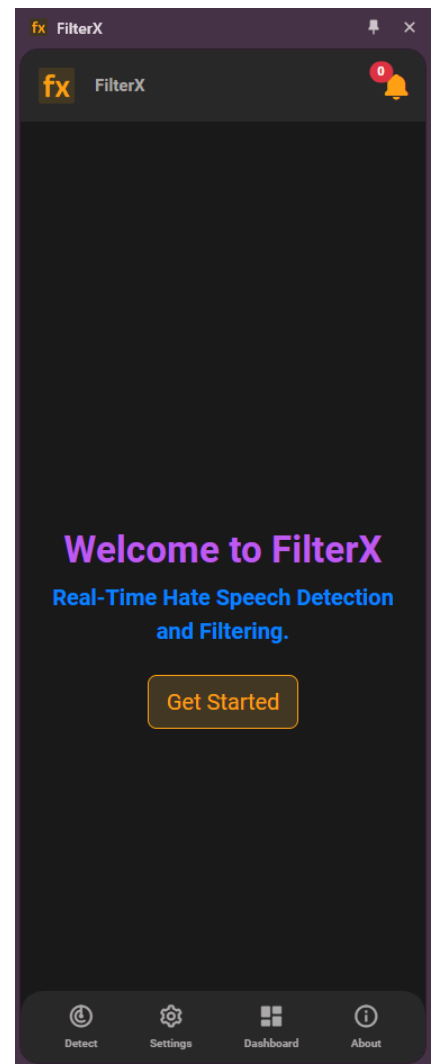 fx FilterX
fx FilterX 0
Welcome to FilterX
Real-Time Hate Speech Detection
and Filtering.
Get Started
Detect Settings Dashboard About